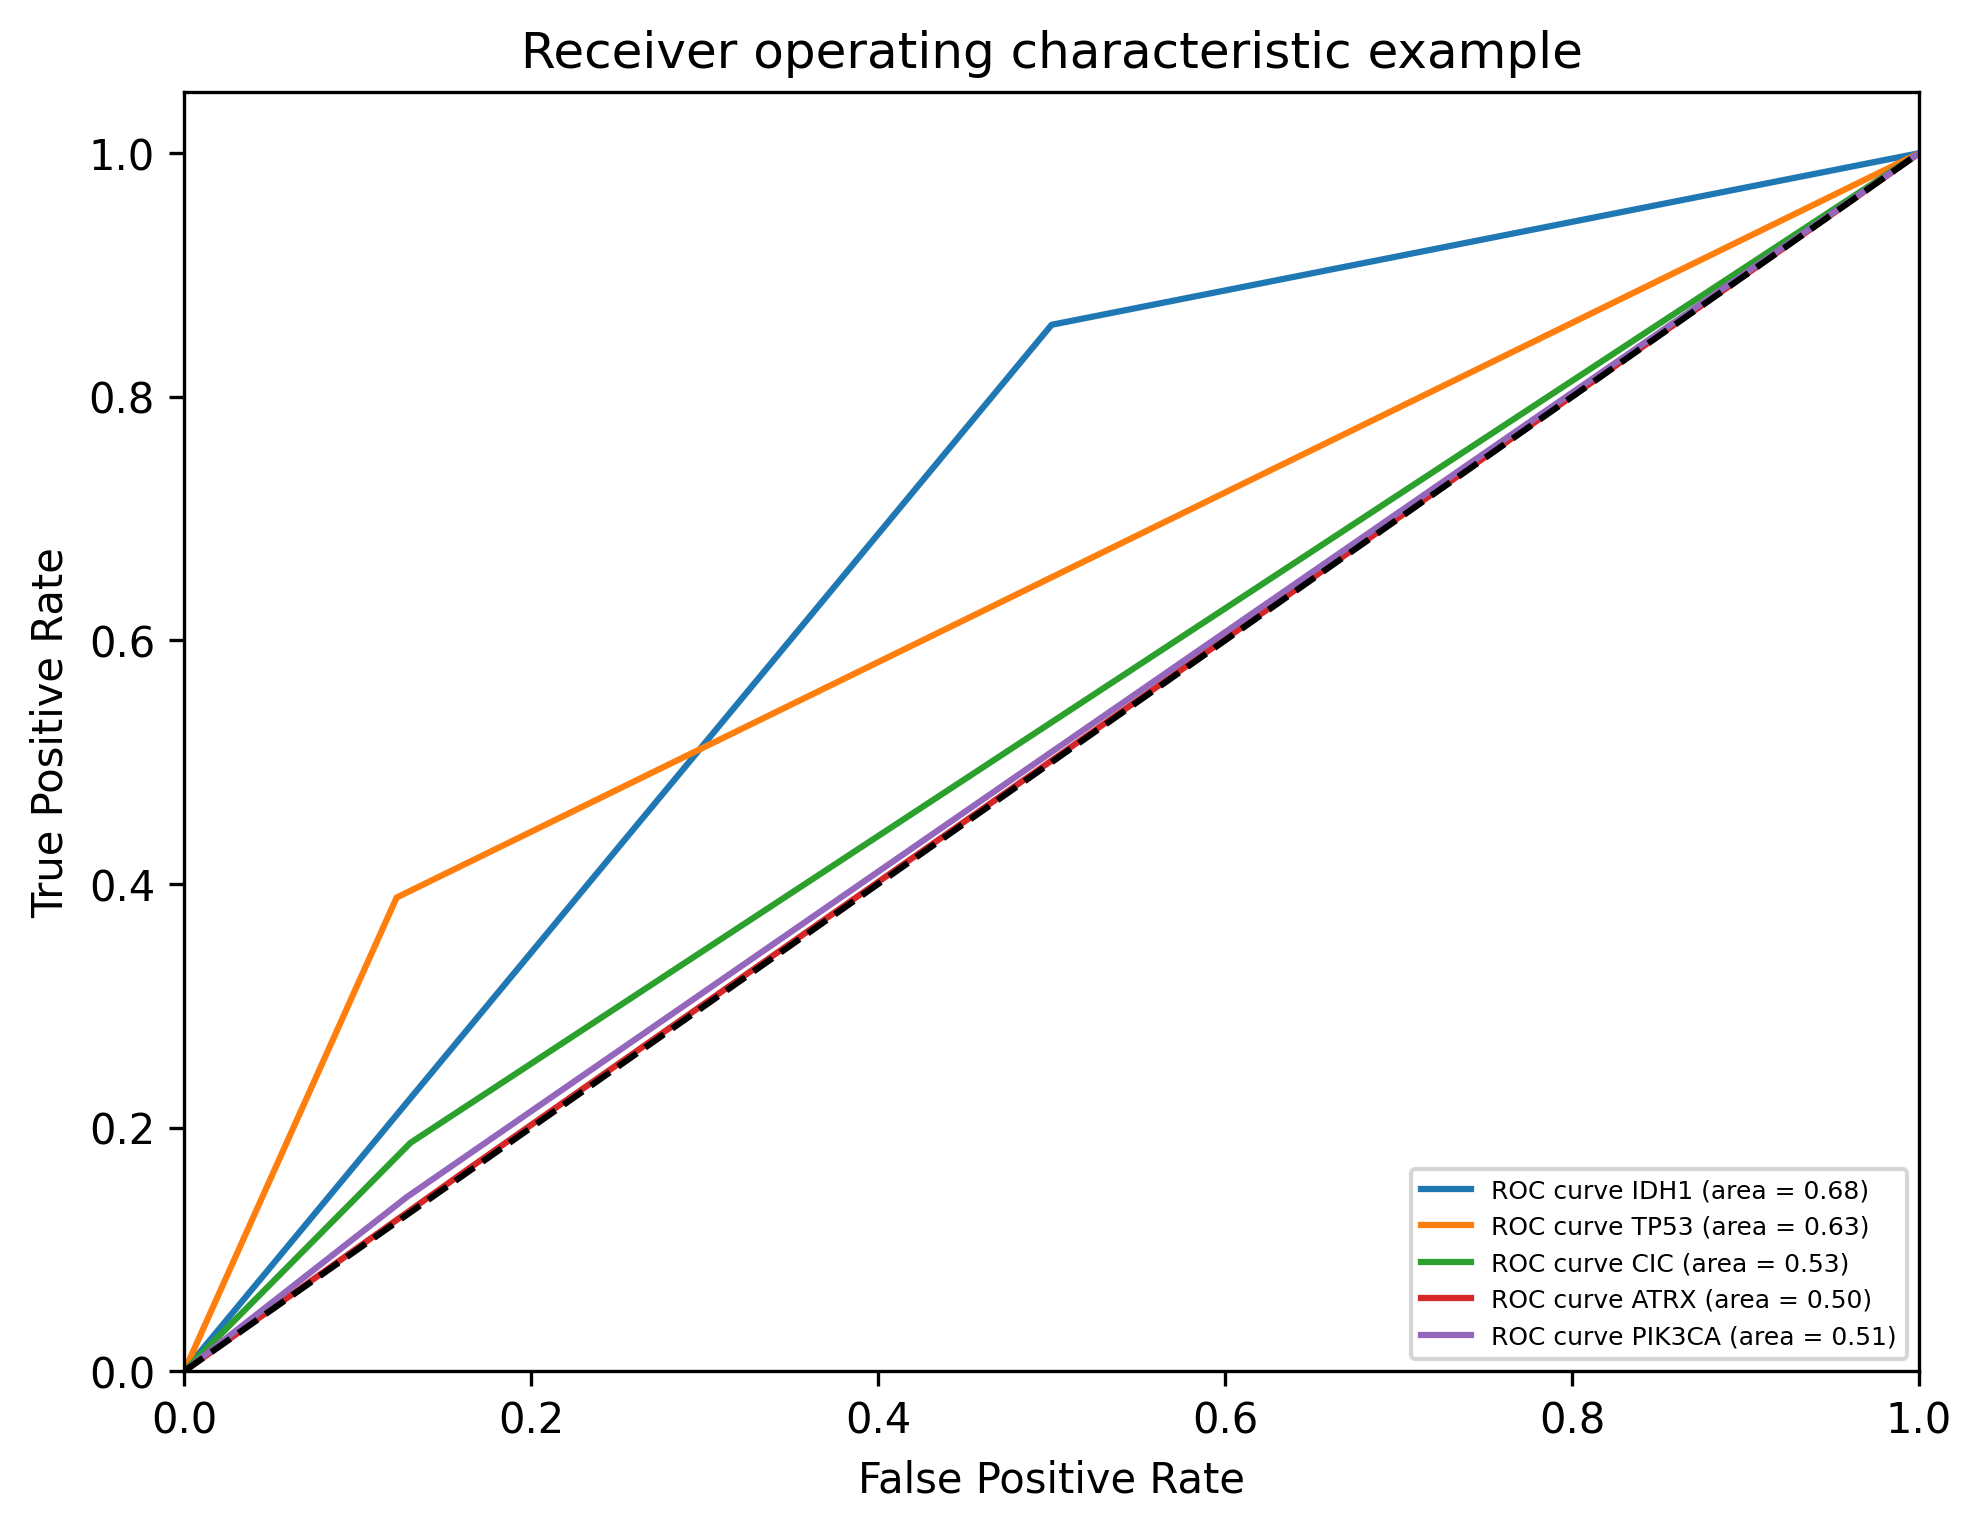 Receiver operating characteristic example
1.0
0.8
0.6
0.4
0.2
0.0
True Positive Rate
ROC curve IDH1 (area = 0.68)
ROC curve TP53 (area = 0.63)
ROC curve CIC (area = 0.53)
ROC curve ATRX (area = 0.50)
ROC curve PIK3CA (area = 0.51)
0.0 0.2 0.4 0.6 0.8 1.0
False Positive Rate